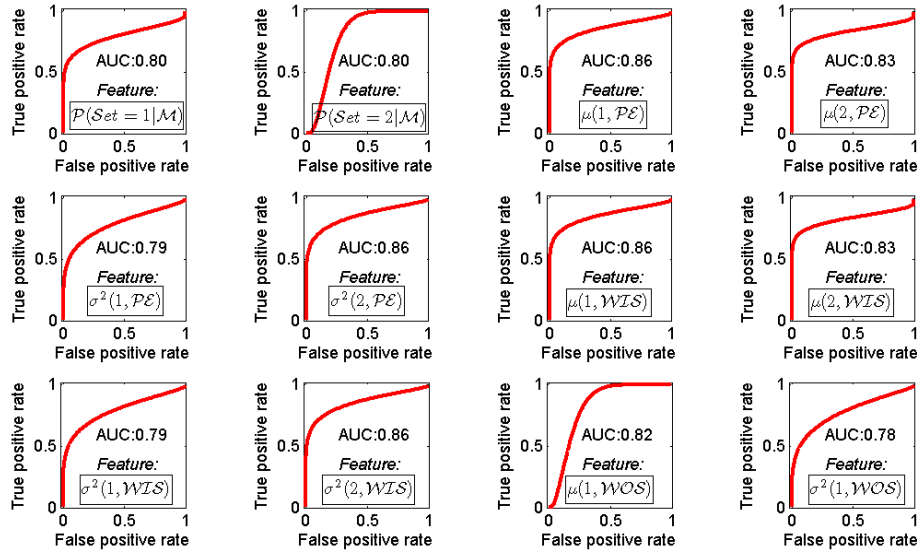 True positive rate
1
0.5
0
AUC:0.80
Feature:
P(Set = 1|M)
0 0.5 1
False positive rate
True positive rate
1
0.5
0
AUC:0.80
Feature:
P(Set = 2|M)
0 0.5 1
False positive rate
True positive rate
1
0.5
0
AUC:0.86
Feature:
μ(1, PE)
0 0.5 1
False positive rate
True positive rate
1
0.5
0
AUC:0.83
Feature:
μ(2, PE)
0 0.5 1
False positive rate
True positive rate
1
0.5
0
AUC:0.79
Feature:
σ²(1, PE)
0 0.5 1
False positive rate
True positive rate
1
0.5
0
AUC:0.86
Feature:
σ²(2, PE)
0 0.5 1
False positive rate
True positive rate
1
0.5
0
AUC:0.86
Feature:
μ(1, WIS)
0 0.5 1
False positive rate
True positive rate
1
0.5
0
AUC:0.83
Feature:
μ(2, WIS)
0 0.5 1
False positive rate
True positive rate
1
0.5
0
AUC:0.79
Feature:
σ²(1, WIS)
0 0.5 1
False positive rate
True positive rate
1
0.5
0
AUC:0.86
Feature:
σ²(2, WIS)
0 0.5 1
False positive rate
True positive rate
1
0.5
0
AUC:0.82
Feature:
μ(1, WOS)
0 0.5 1
False positive rate
True positive rate
1
0.5
0
AUC:0.78
Feature:
σ²(1, WOS)
0 0.5 1
False positive rate